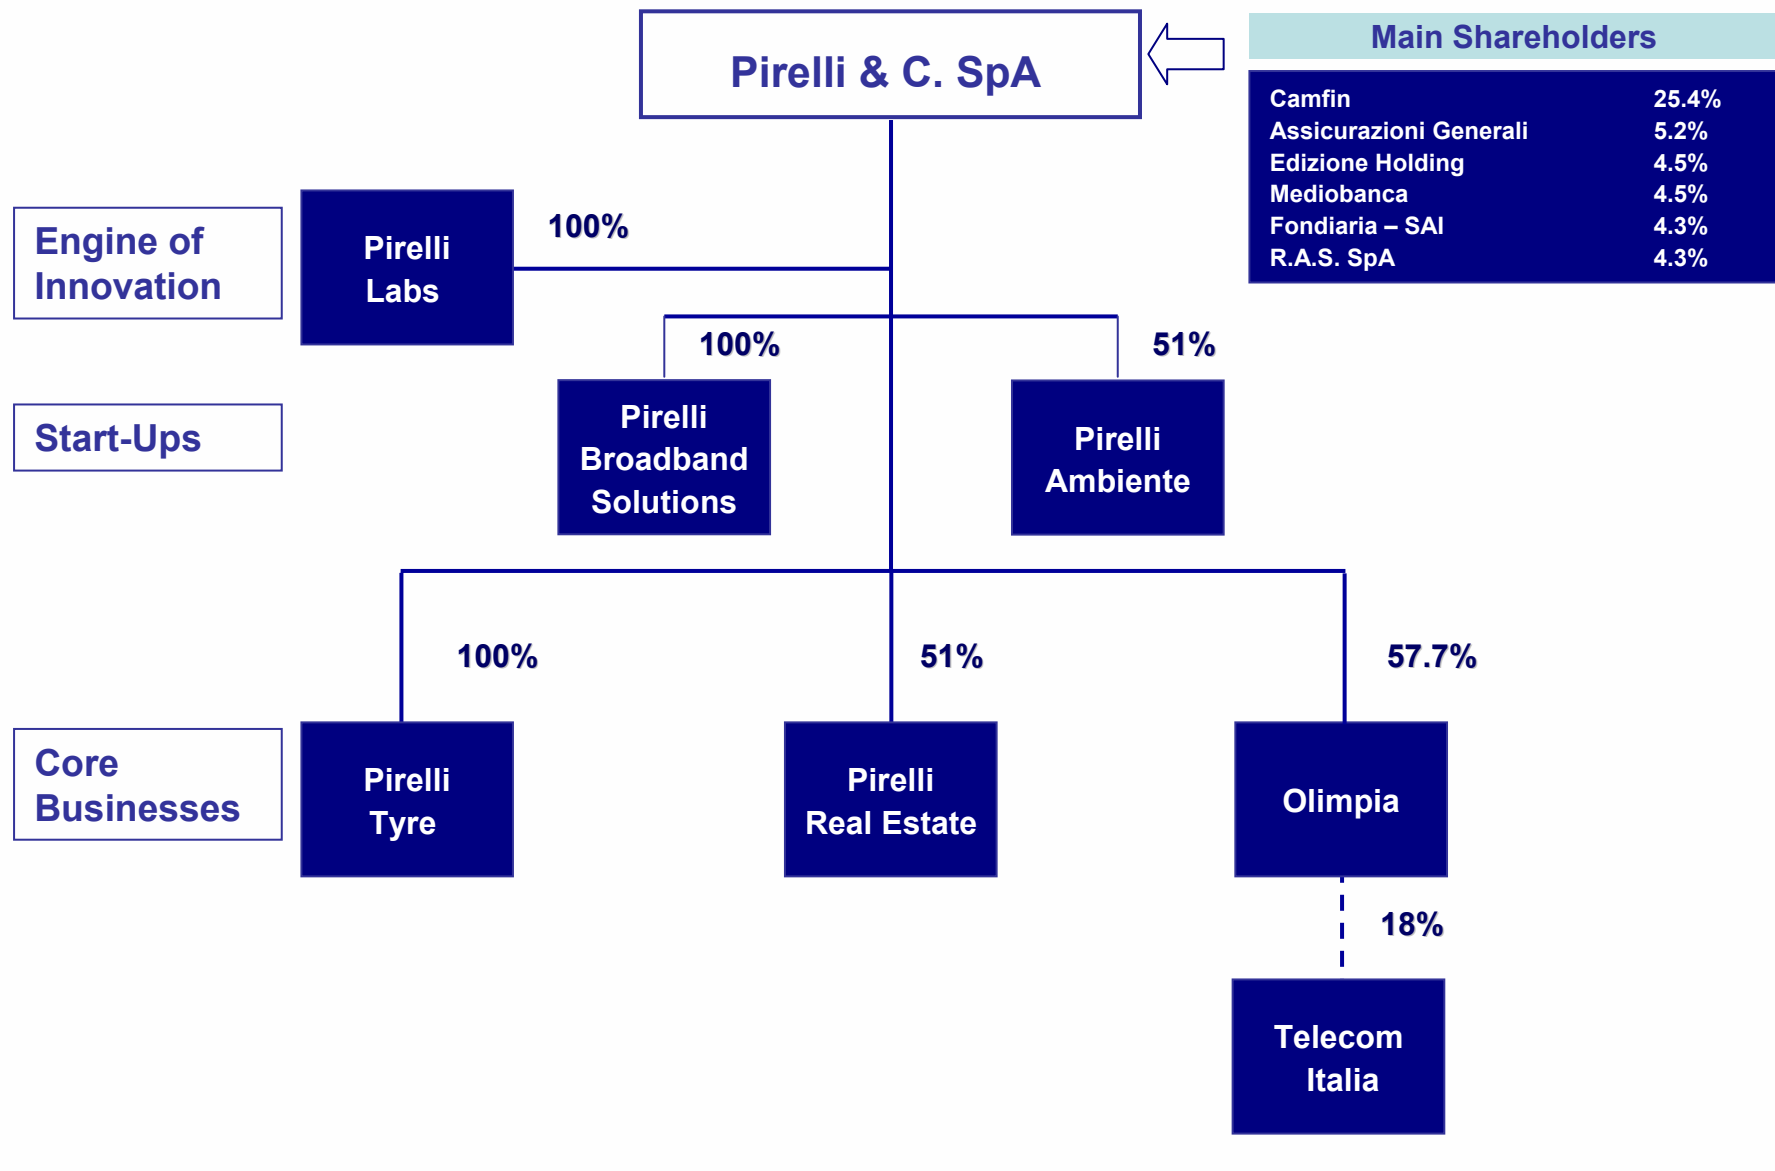 Pirelli & C. SpA
Main Shareholders
Camfin 25.4%
Assicurazioni Generali 5.2%
Edizione Holding 4.5%
Mediobanca 4.5%
Fondiaria – SAI 4.3%
R.A.S. SpA 4.3%
Engine of
Innovation
Pirelli
Labs
100%
100%
51%
Start-Ups
Pirelli
Broadband
Solutions
Pirelli
Ambiente
100%
51%
57.7%
Core
Businesses
Pirelli
Tyre
Pirelli
Real Estate
Olimpia
18%
Telecom
Italia